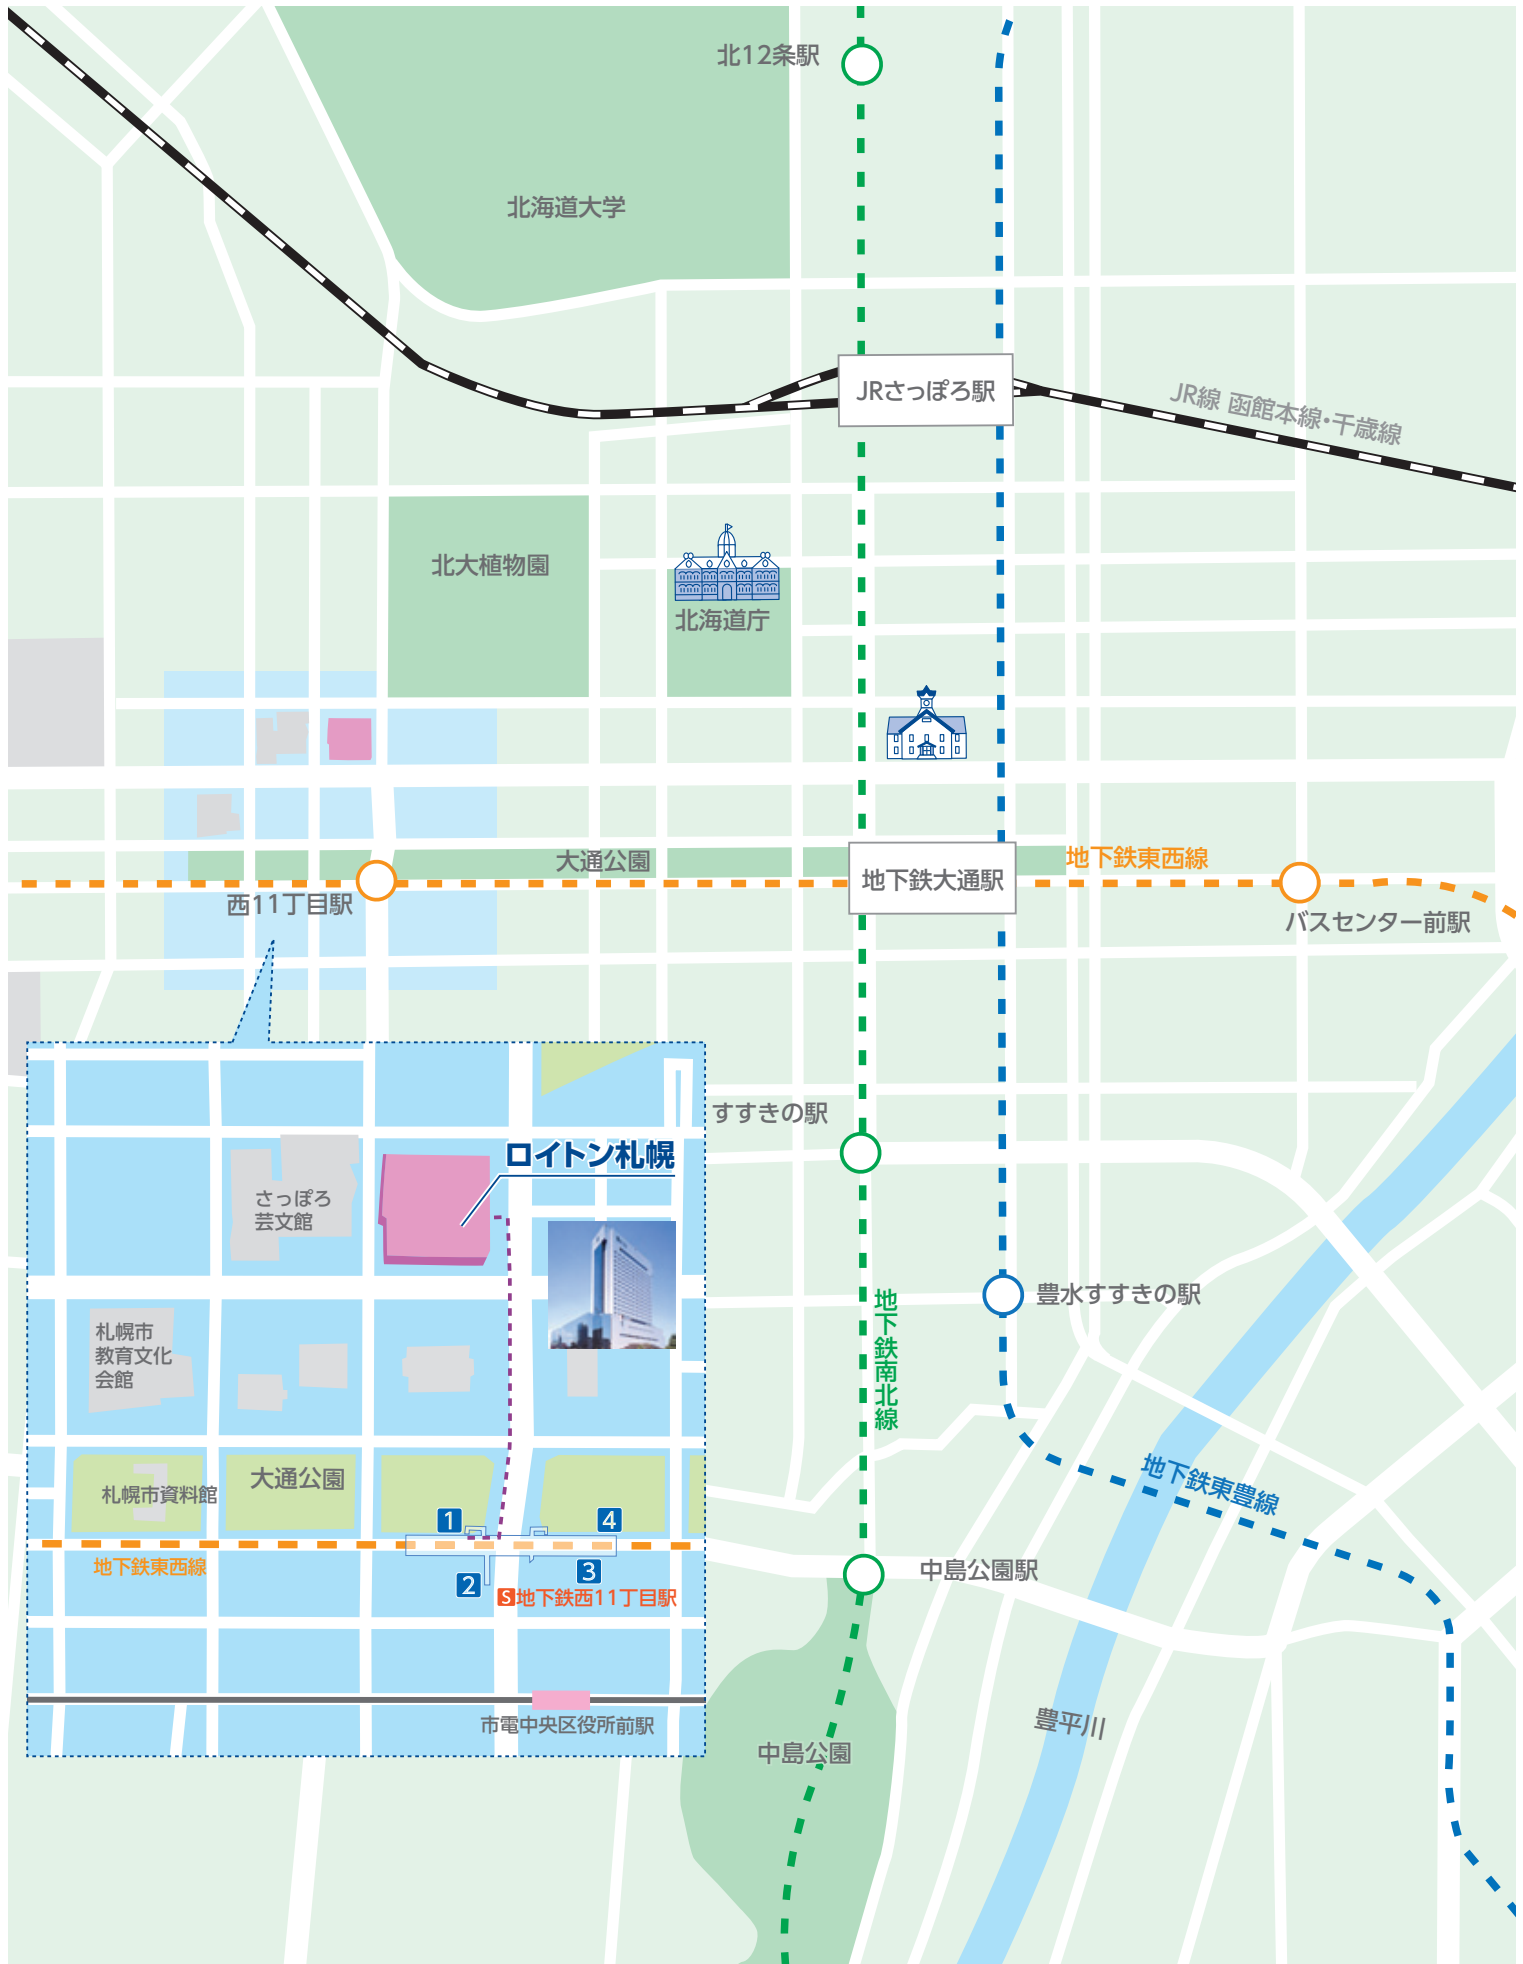 北12条駅
北海道大学
JRさっぽろ駅
JR線 函館本線・千歳線
北大植物園
北海道庁
大通公園
地下鉄東西線
地下鉄大通駅
西11丁目駅
バスセンター前駅
すすきの駅
ロイトン札幌
さっぽろ
芸文館
豊水すすきの駅
地下鉄南北線
札幌市
教育文化
会館
大通公園
札幌市資料館
地下鉄東豊線
1
4
地下鉄東西線
2
3
S地下鉄西11丁目駅
中島公園駅
市電中央区役所前駅
豊平川
中島公園